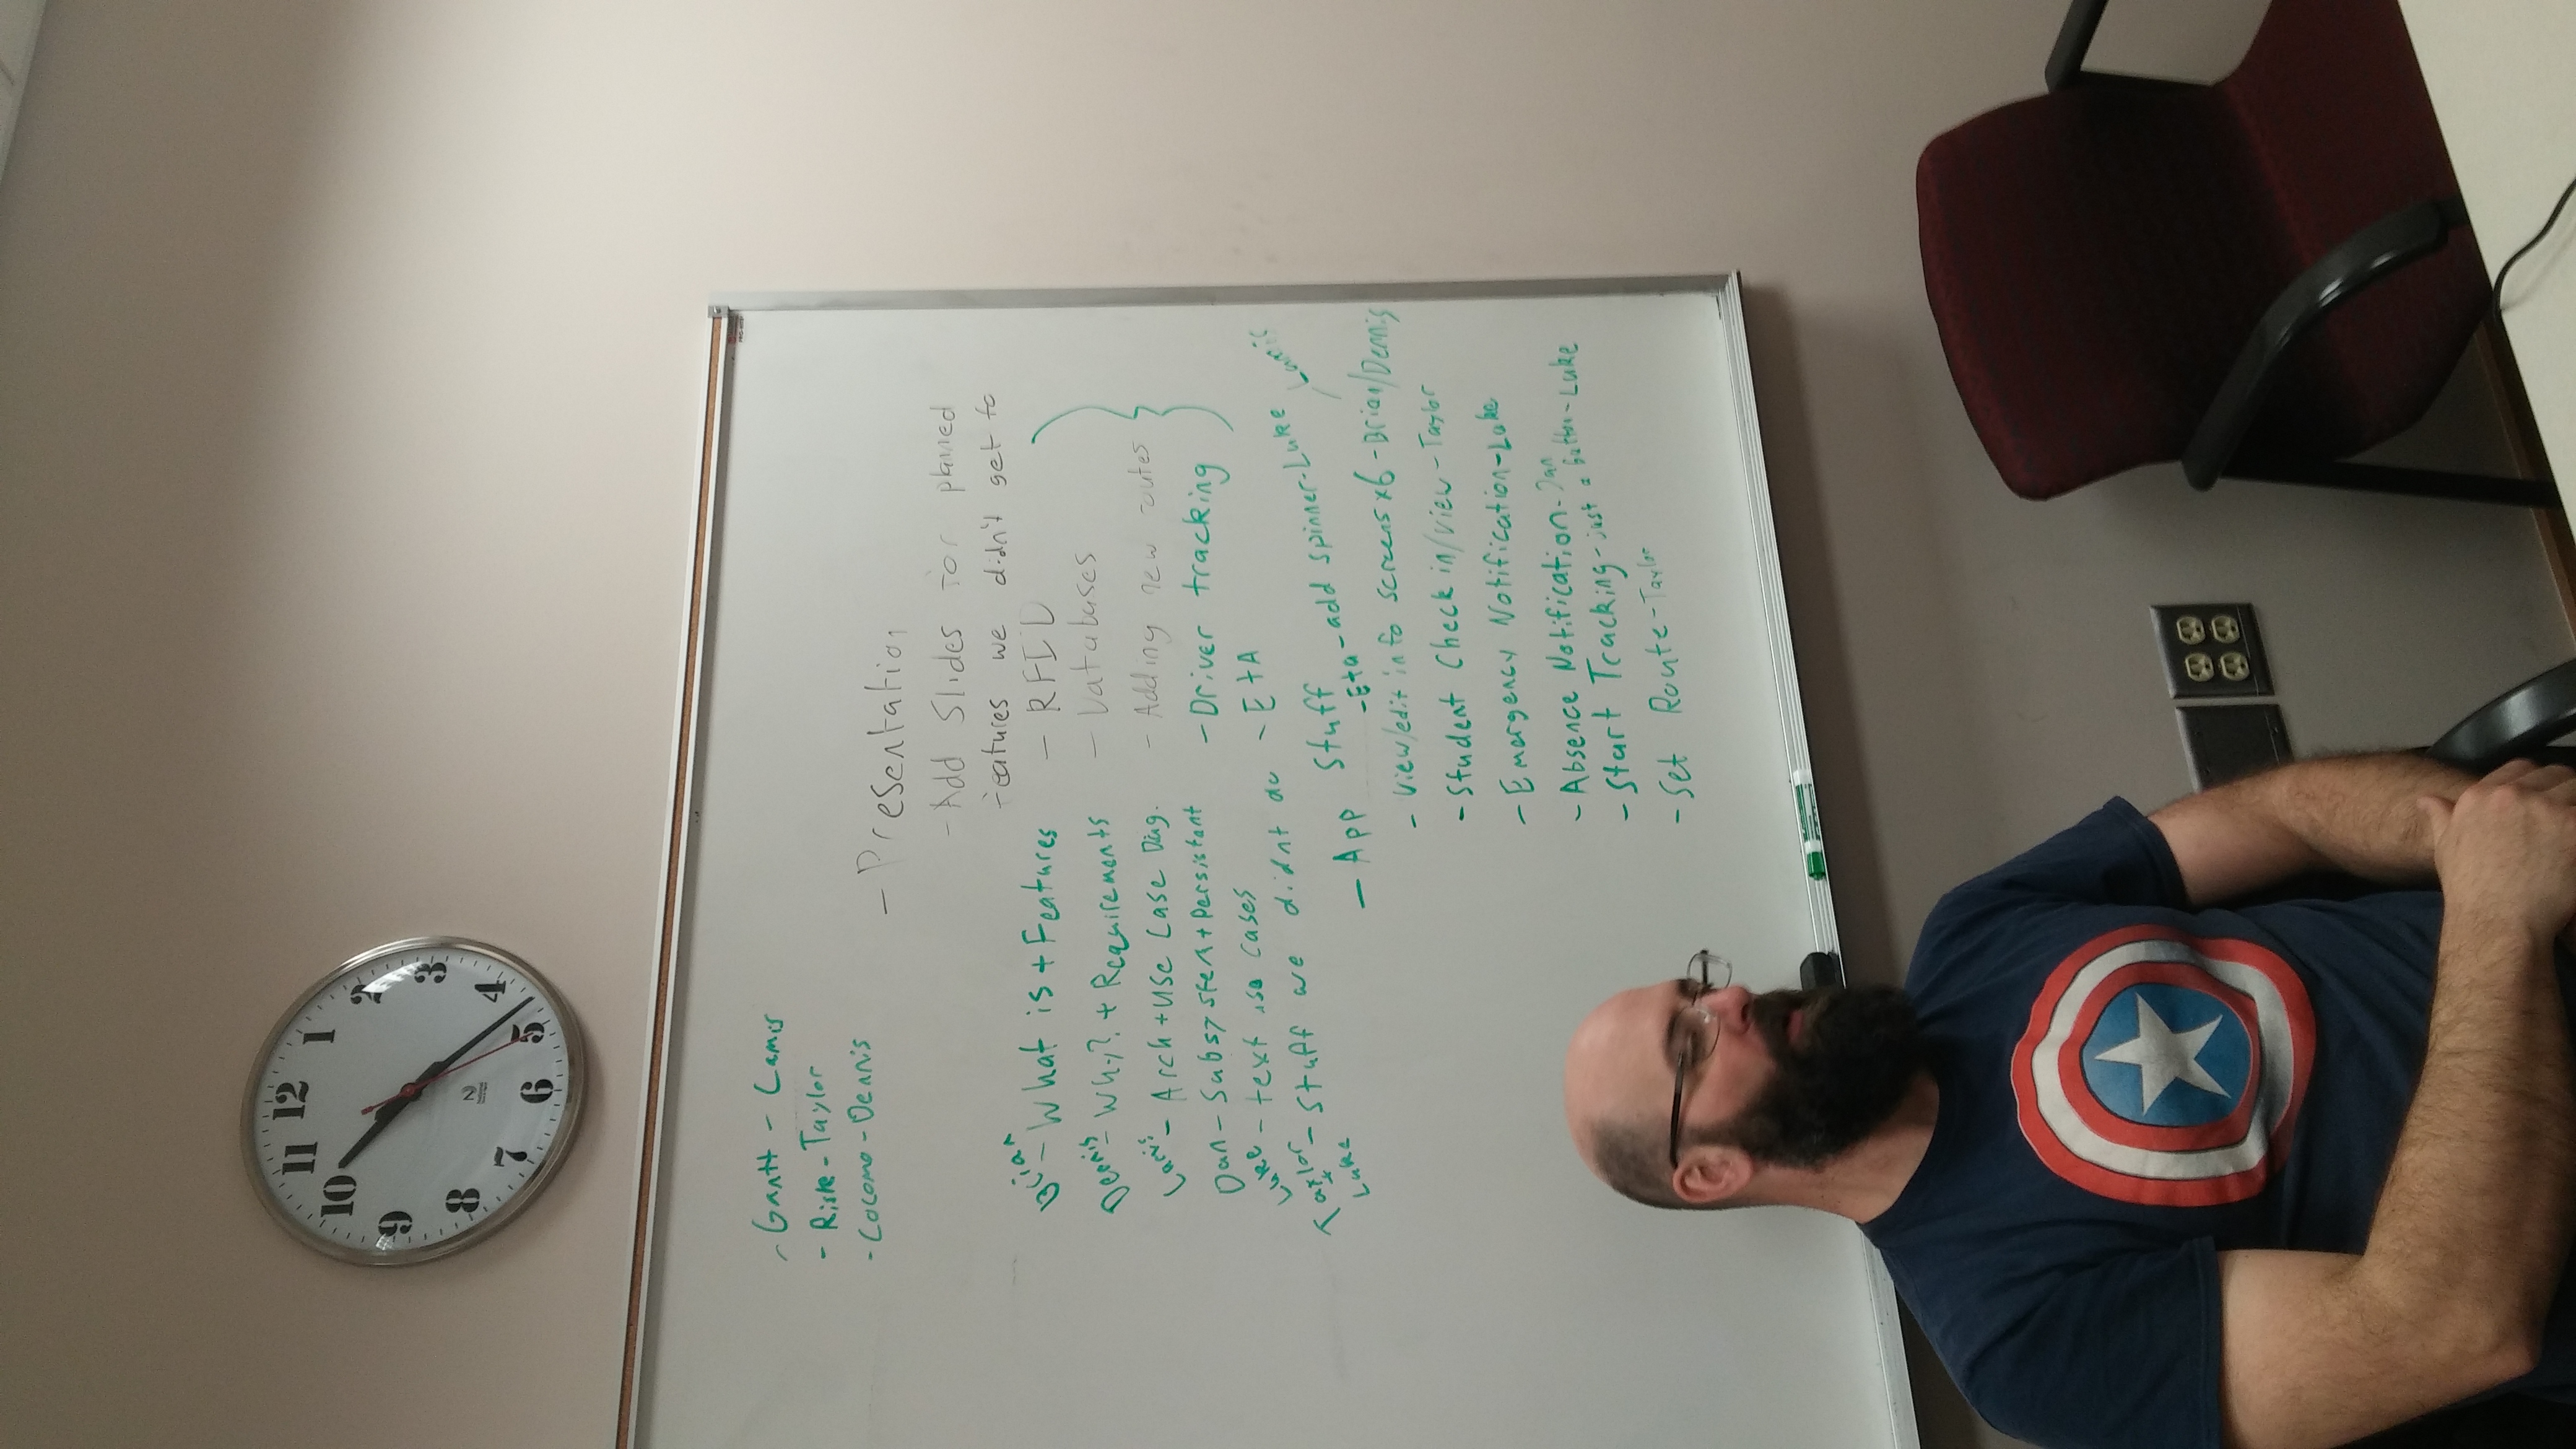 12
11
1
10
2
9
3
8
4
7
5
6
- Gantt - Lamis
- Risk - Taylor
- Cocomo - Dennis
- Presentation
- Add Slides for planned
features we didn't get to
- RFID
- Databases
- Adding new routes
- Driver tracking
- EtA
Brian - What is + Features
Dennis - Why? + Requirements
Lamis - Arch + Use Case Diag.
Dan - Subsystem + Persistant
Luke - text use cases
Taylor + Luke - Stuff we didnt do
- App Stuff
- Eta - add spinner - Luke
- View/edit info screens x6 - Brian/Dennis / Lamis
- Student Check in/view - Taylor
- Emergency Notification - Luke
- Absence Notification - Dan
- Start Tracking - just a button - Luke
- Set Route - Taylor